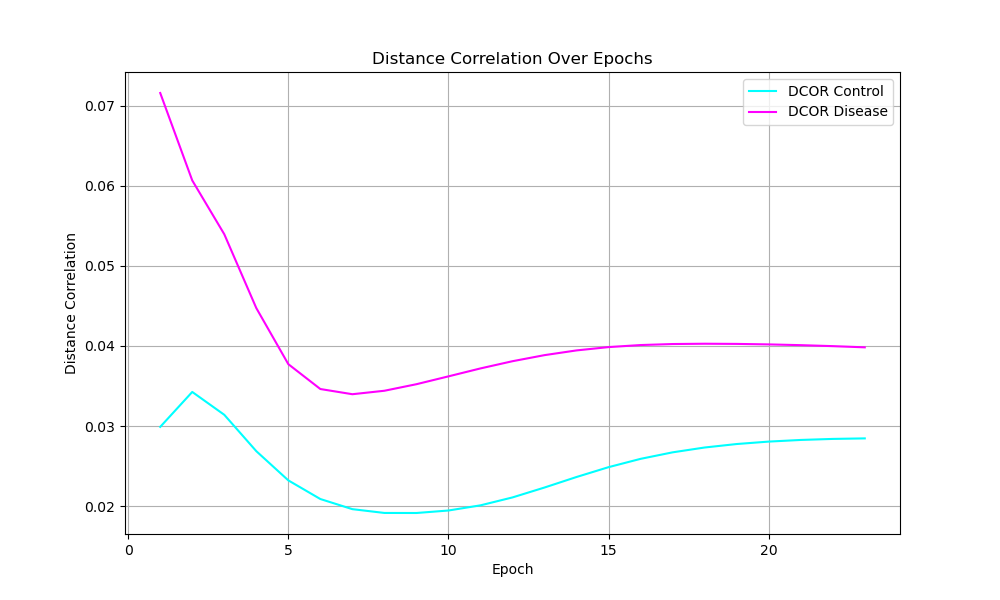 Distance Correlation Over Epochs
DCOR Control
DCOR Disease
Distance Correlation
0.07
0.06
0.05
0.04
0.03
0.02
0
5
10
15
20
Epoch